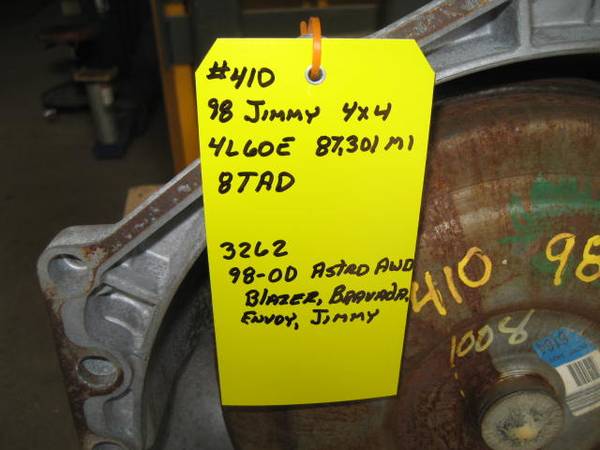 #410
98 Jimmy 4x4
4L60E 87,301 MI
8TAD
3262
98-00 ASTRO AWD
BLAZER, BRAVADA.
ENVOY, JIMMY
410 98
1008